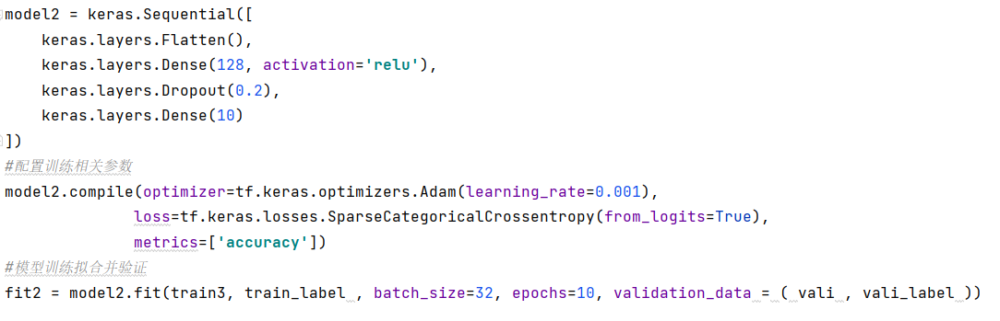 model2 = keras.Sequential([
    keras.layers.Flatten(),
    keras.layers.Dense(128, activation='relu'),
    keras.layers.Dropout(0.2),
    keras.layers.Dense(10)
])
#配置训练相关参数
model2.compile(optimizer=tf.keras.optimizers.Adam(learning_rate=0.001),
              loss=tf.keras.losses.SparseCategoricalCrossentropy(from_logits=True),
              metrics=['accuracy'])
#模型训练拟合并验证
fit2 = model2.fit(train3, train_label , batch_size=32, epochs=10, validation_data = ( vali , vali_label ))